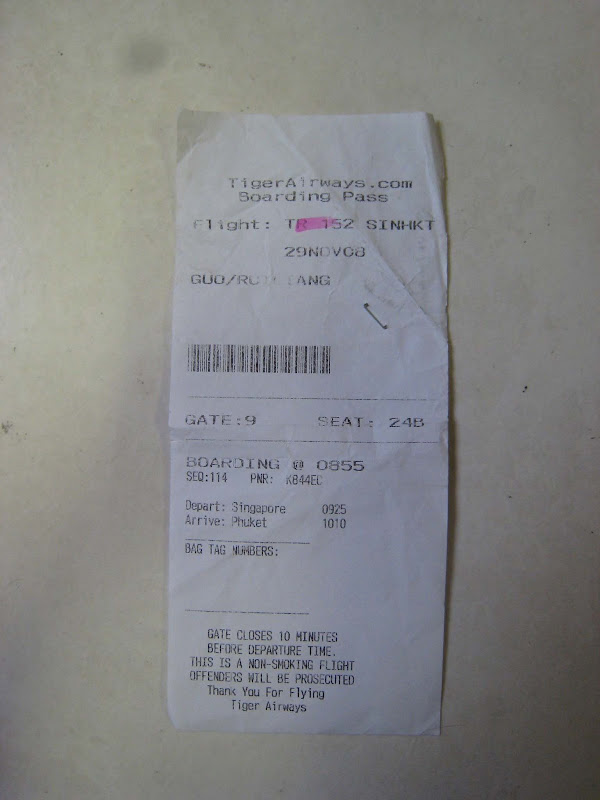 TigerAirways.com
Boarding Pass
Flight: TR 152 SINHKT
29NOV08
GATE:9 SEAT: 24B
BOARDING @ 0855
SEQ:114 PNR: KB44EC
Depart: Singapore 0925
Arrive: Phuket 1010
BAG TAG NUMBERS:
GATE CLOSES 10 MINUTES
BEFORE DEPARTURE TIME.
THIS IS A NON-SMOKING FLIGHT
OFFENDERS WILL BE PROSECUTED
Thank You For Flying
Tiger Airways